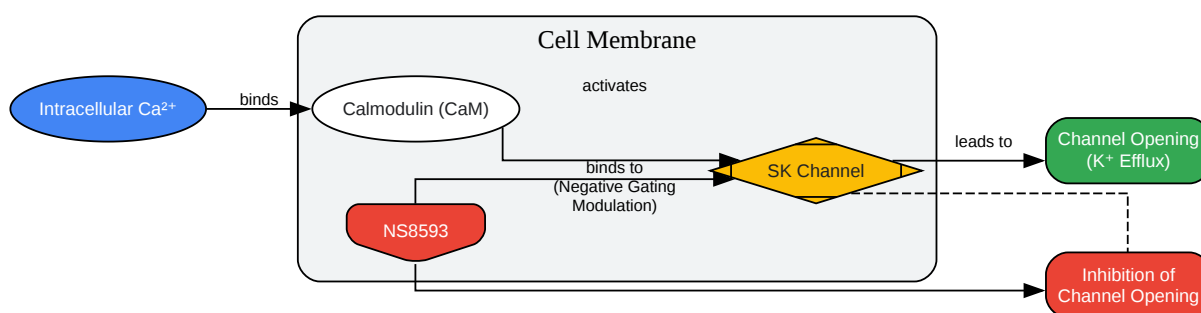 Cell Membrane
activates
Intracellular Ca²⁺
binds
Calmodulin (CaM)
leads to
Channel Opening
(K⁺ Efflux)
binds to
(Negative Gating
Modulation)
SK Channel
NS8593
Inhibition of
Channel Opening